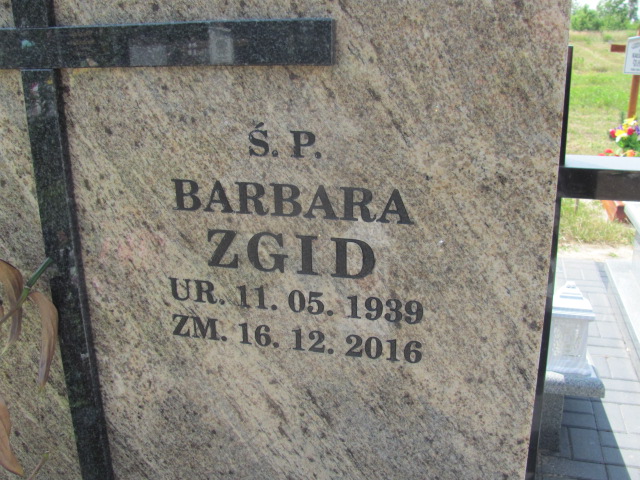 Ś. P.
BARBARA
ZGID
UR. 11. 05. 1939
ZM. 16. 12. 2016